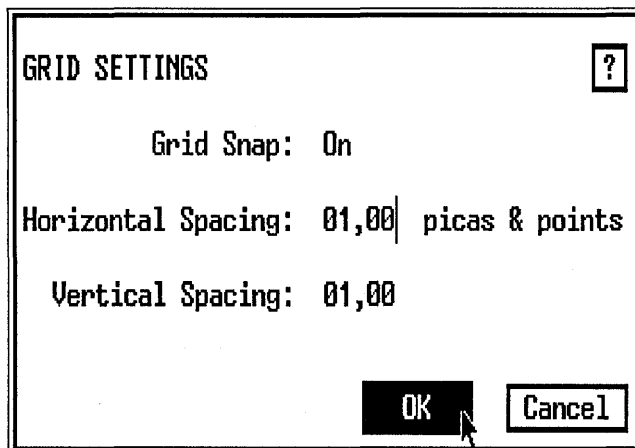 GRID SETTINGS ?
Grid Snap: On
Horizontal Spacing: 01,00 picas & points
Vertical Spacing: 01,00
OK Cancel